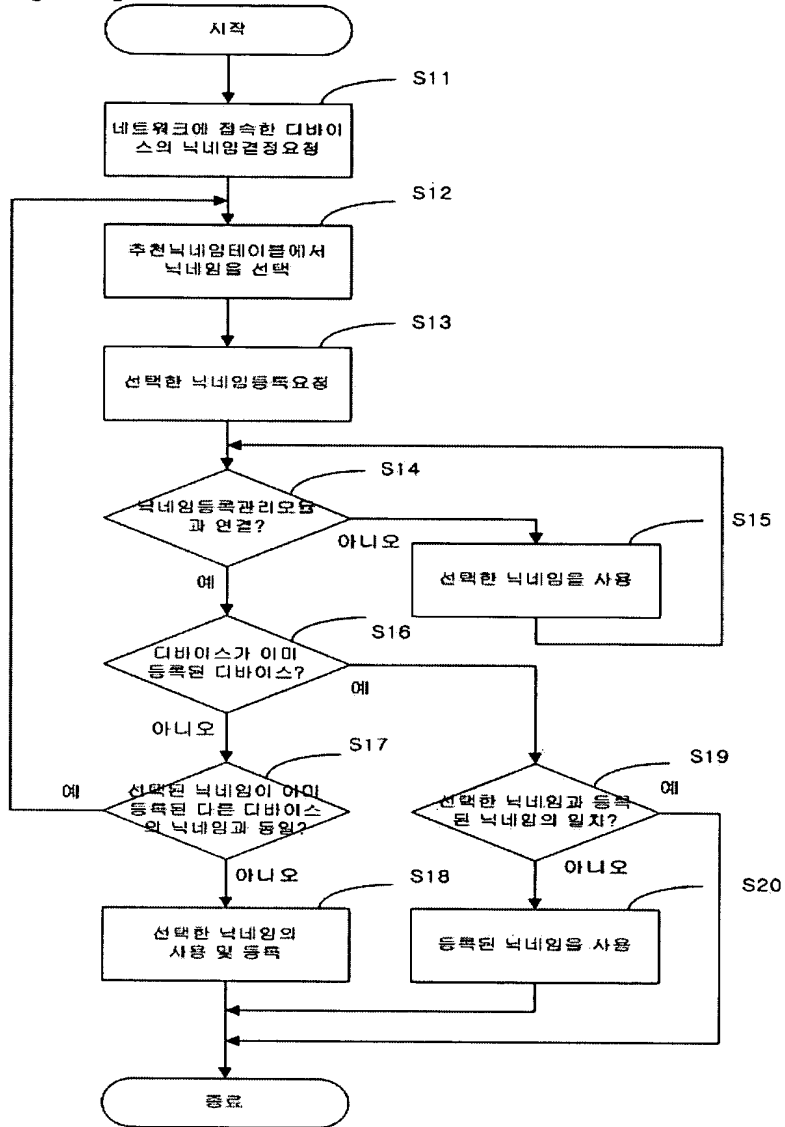 시작
S11
네트워크에 접속한 디바이
스의 닉네임결정요청
S12
추천닉네임테이블에서
닉네임을 선택
S13
선택한 닉네임등록요청
S14
닉네임등록관리모듈
과 연결?
아니오
예
S15
선택한 닉네임을 사용
S16
디바이스가 이미
등록된 디바이스?
예
아니오
S17
선택된 닉네임이 이미
등록된 다른 디바이스
의 닉네임과 동일?
예
아니오
S19
선택한 닉네임과 등록
된 닉네임의 일치?
예
아니오
S18
선택한 닉네임의
사용 및 등록
S20
등록된 닉네임을 사용
종료